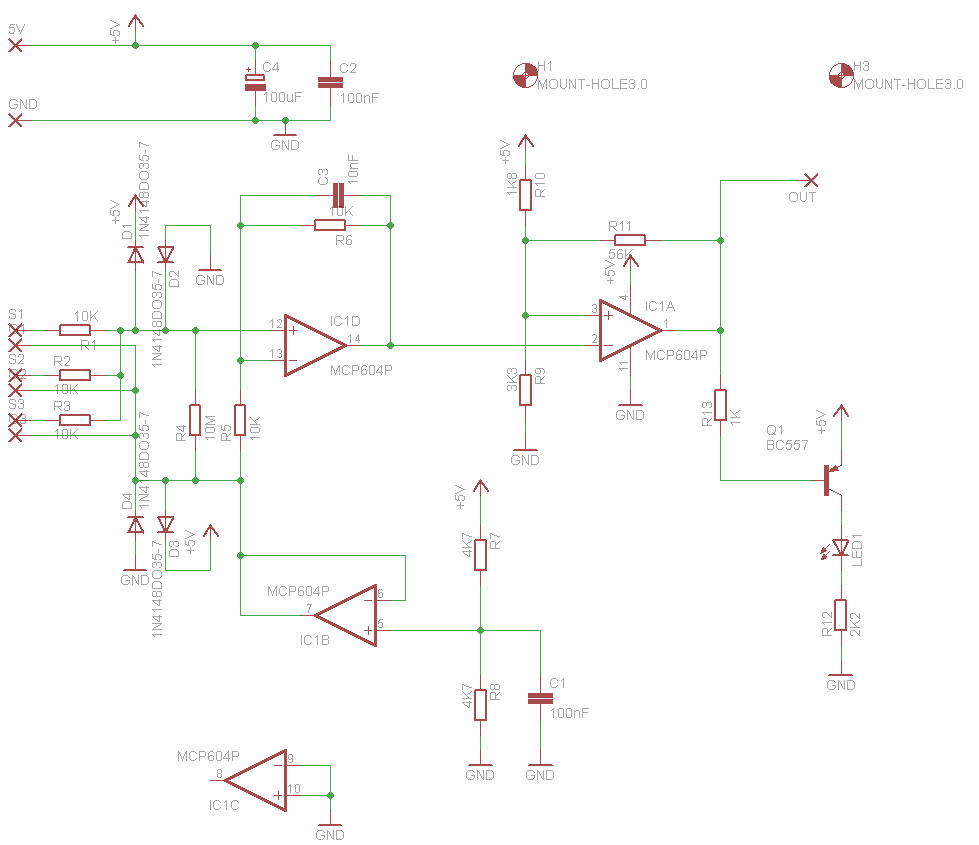 5V
+5V
C4
+
100uF
C2
100nF
GND
GND
H1
MOUNT-HOLE3.0
H3
MOUNT-HOLE3.0
+5V
D1
1N4148DO35-7
D2
1N4148DO35-7
GND
C3
10nF
10K
R6
+5V
1K8
R10
R11
56K
OUT
S1
10K
R1
S2
R2
10K
S3
R3
10K
12
+
13
−
IC1D
14
MCP604P
3
+
2
−
+5V
4
IC1A
1
11
MCP604P
GND
3K3
R9
GND
R4
10M
R5
10K
R13
1K
Q1
BC557
+5V
D4
1N4148DO35-7
GND
D3
1N4148DO35-7
+5V
+5V
4K7
R7
MCP604P
7
6
−
5
+
IC1B
LED1
R12
2K2
GND
4K7
R8
C1
100nF
GND
GND
MCP604P
8
9
−
10
+
IC1C
GND